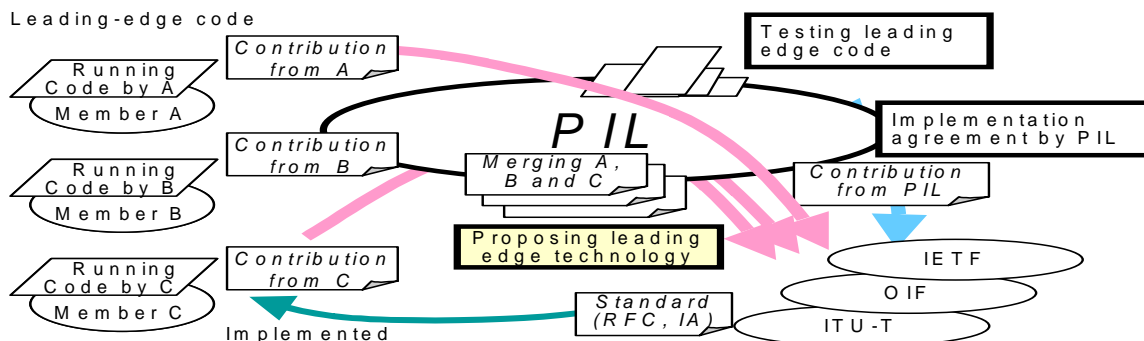 Leading-edge code
Running
Code by A
Member A
Contribution
from A
Testing leading
edge code
PIL
Implementation
agreement by PIL
Running
Code by B
Member B
Contribution
from B
Merging A,
B and C
Contribution
from PIL
Proposing leading
edge technology
Running
Code by C
Member C
Contribution
from C
IETF
OIF
ITU-T
Standard
(RFC, IA)
Implemented